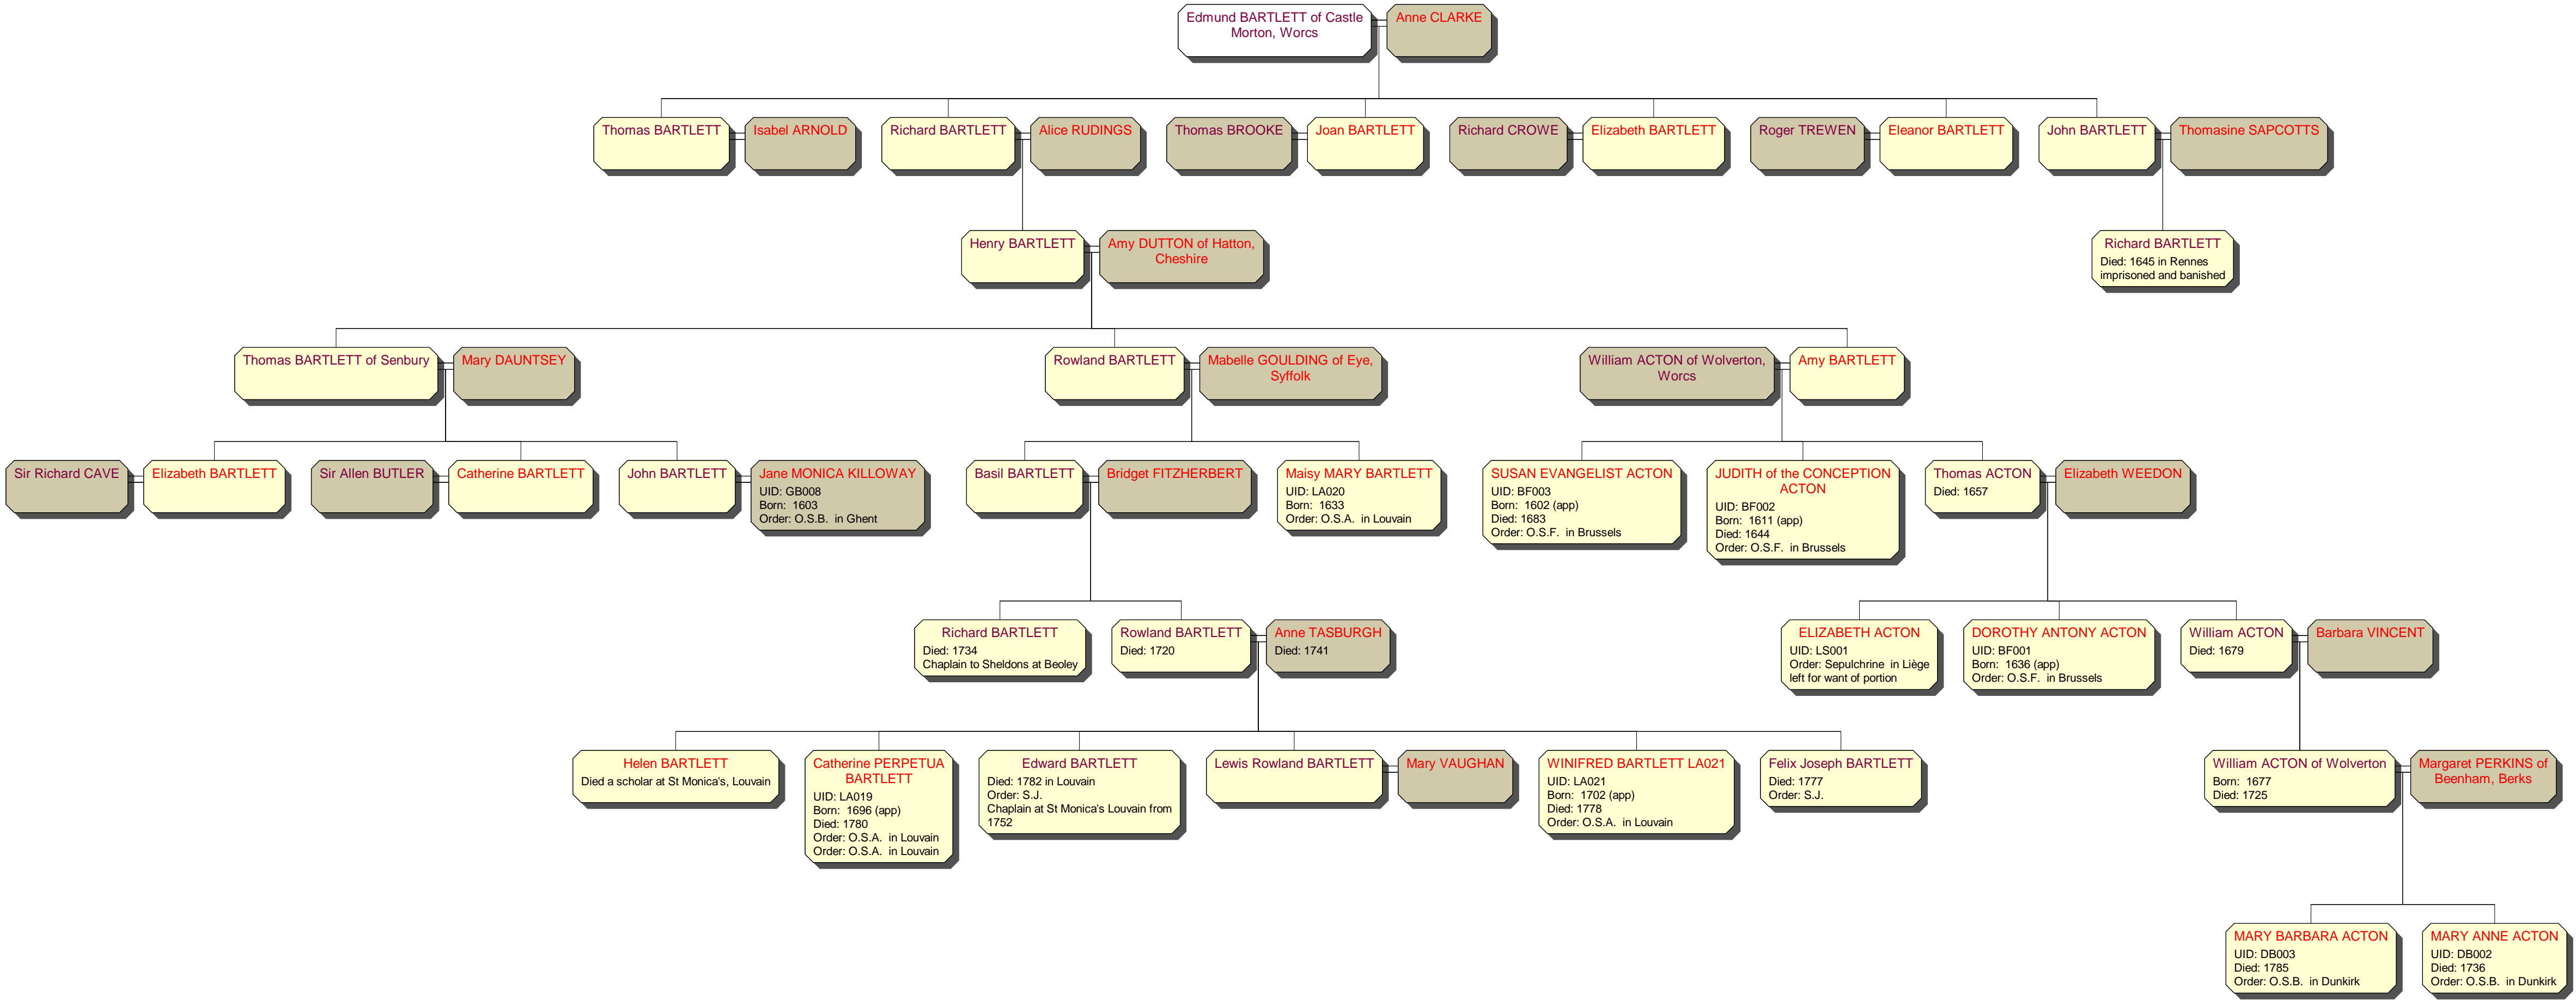 Edmund BARTLETT of Castle
Morton, Worcs
Anne CLARKE
Thomas BARTLETT
Isabel ARNOLD
Richard BARTLETT
Alice RUDINGS
Thomas BROOKE
Joan BARTLETT
Richard CROWE
Elizabeth BARTLETT
Roger TREWEN
Eleanor BARTLETT
John BARTLETT
Thomasine SAPCOTTS
Henry BARTLETT
Amy DUTTON of Hatton,
Cheshire
Richard BARTLETT
Died: 1645 in Rennes
imprisoned and banished
Thomas BARTLETT of Senbury
Mary DAUNTSEY
Rowland BARTLETT
Mabelle GOULDING of Eye,
Syffolk
William ACTON of Wolverton,
Worcs
Amy BARTLETT
Sir Richard CAVE
Elizabeth BARTLETT
Sir Allen BUTLER
Catherine BARTLETT
John BARTLETT
Jane MONICA KILLOWAY
UID: GB008
Born: 1603
Order: O.S.B. in Ghent
Basil BARTLETT
Bridget FITZHERBERT
Maisy MARY BARTLETT
UID: LA020
Born: 1633
Order: O.S.A. in Louvain
SUSAN EVANGELIST ACTON
UID: BF003
Born: 1602 (app)
Died: 1683
Order: O.S.F. in Brussels
JUDITH of the CONCEPTION
ACTON
UID: BF002
Born: 1611 (app)
Died: 1644
Order: O.S.F. in Brussels
Thomas ACTON
Died: 1657
Elizabeth WEEDON
Richard BARTLETT
Died: 1734
Chaplain to Sheldons at Beoley
Rowland BARTLETT
Died: 1720
Anne TASBURGH
Died: 1741
ELIZABETH ACTON
UID: LS001
Order: Sepulchrine in Liège
left for want of portion
DOROTHY ANTONY ACTON
UID: BF001
Born: 1636 (app)
Order: O.S.F. in Brussels
William ACTON
Died: 1679
Barbara VINCENT
Helen BARTLETT
Died a scholar at St Monica's, Louvain
Catherine PERPETUA
BARTLETT
UID: LA019
Born: 1696 (app)
Died: 1780
Order: O.S.A. in Louvain
Order: O.S.A. in Louvain
Edward BARTLETT
Died: 1782 in Louvain
Order: S.J.
Chaplain at St Monica's Louvain from
1752
Lewis Rowland BARTLETT
Mary VAUGHAN
WINIFRED BARTLETT LA021
UID: LA021
Born: 1702 (app)
Died: 1778
Order: O.S.A. in Louvain
Felix Joseph BARTLETT
Died: 1777
Order: S.J.
William ACTON of Wolverton
Born: 1677
Died: 1725
Margaret PERKINS of
Beenham, Berks
MARY BARBARA ACTON
UID: DB003
Died: 1785
Order: O.S.B. in Dunkirk
MARY ANNE ACTON
UID: DB002
Died: 1736
Order: O.S.B. in Dunkirk